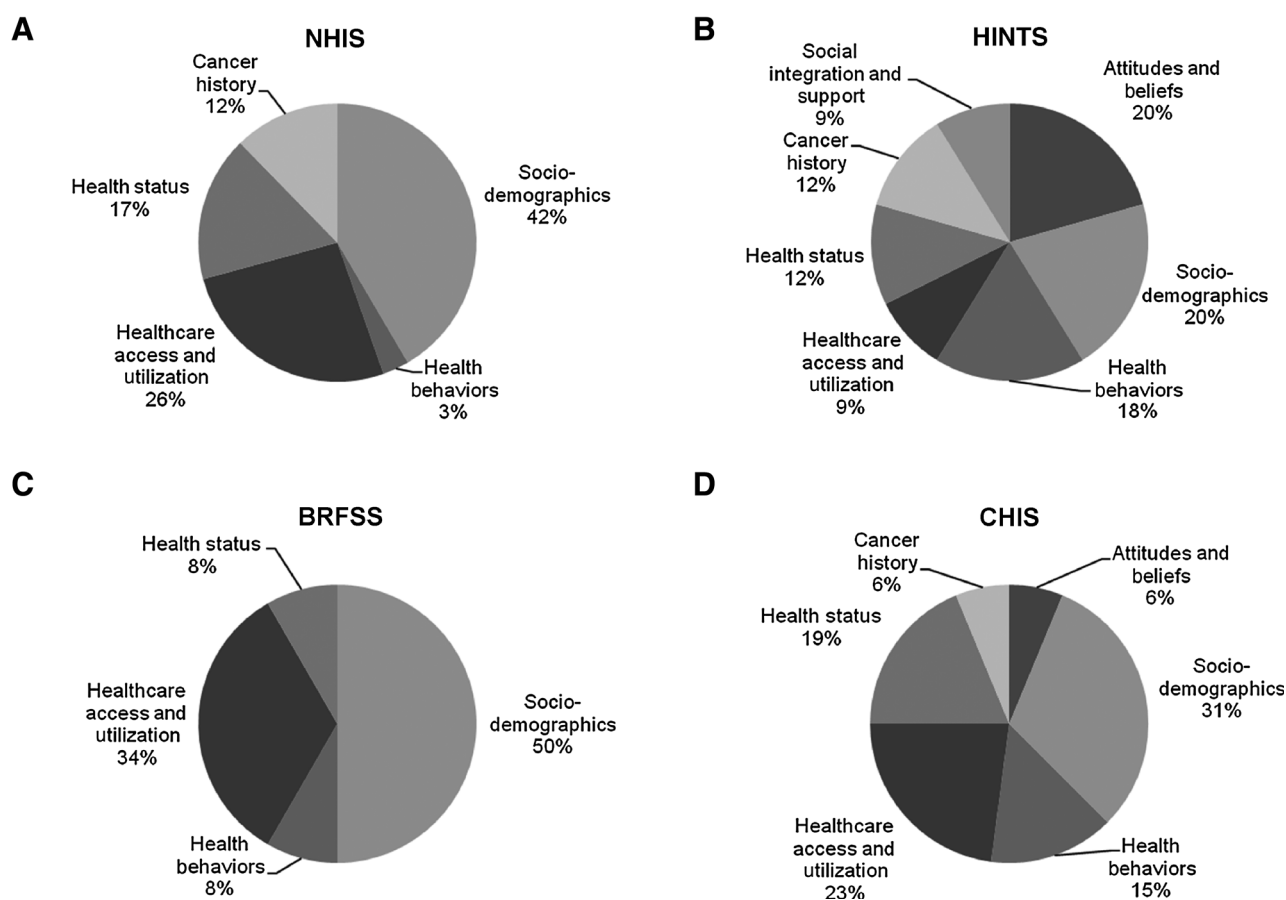 A
NHIS
Cancer
history
12%
Socio-
demographics
42%
Health status
17%
Healthcare
access and
utilization
26%
Health
behaviors
3%
B
HINTS
Social
integration and
support
9%
Attitudes and
beliefs
20%
Cancer
history
12%
Health status
12%
Socio-
demographics
20%
Healthcare
access and
utilization
9%
Health
behaviors
18%
C
BRFSS
Health status
8%
Healthcare
access and
utilization
34%
Socio-
demographics
50%
Health
behaviors
8%
D
CHIS
Cancer
history
6%
Attitudes and
beliefs
6%
Health status
19%
Socio-
demographics
31%
Healthcare
access and
utilization
23%
Health
behaviors
15%